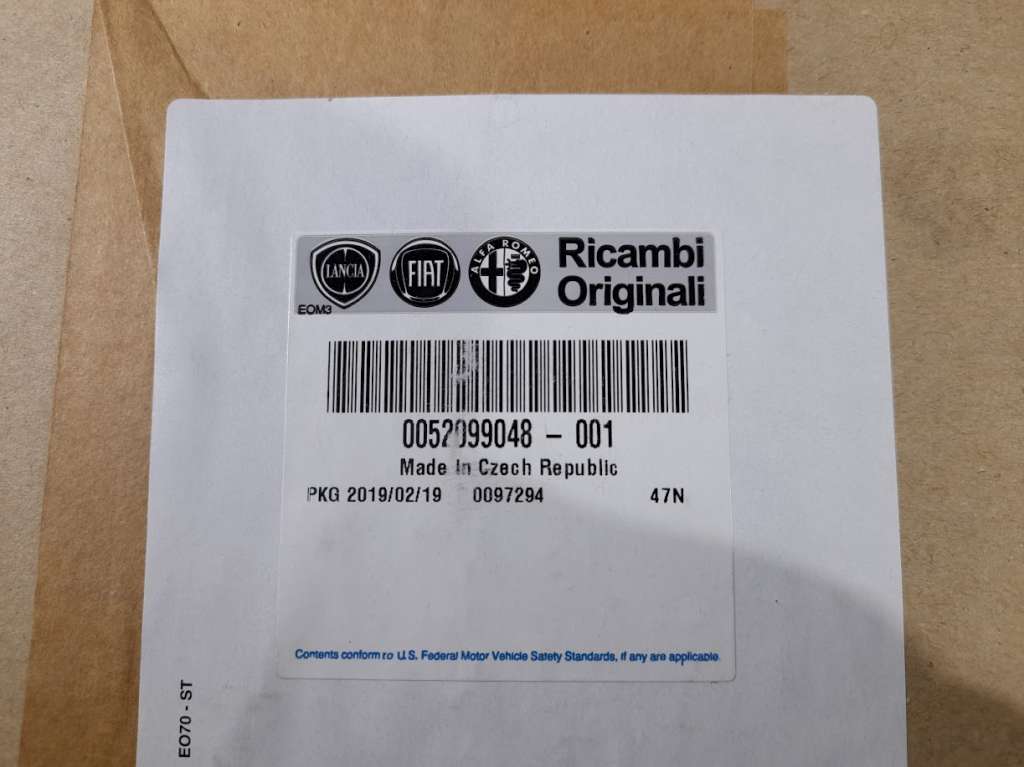 LANCIA
FIAT
ALFA ROMEO
Ricambi
Originali
EOM3
0052099048 - 001
Made In Czech Republic
PKG 2019/02/19 0097294 47N
Contents conform to U.S. Federal Motor Vehicle Safety Standards, if any are applicable.
EO70 - ST